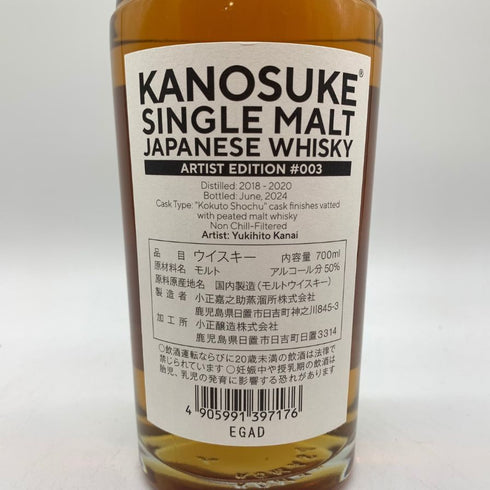 KANOSUKE®
SINGLE MALT
JAPANESE WHISKY
ARTIST EDITION #003
Distilled: 2018 - 2020
Bottled: June, 2024
Cask Type: "Kokuto Shochu" cask finishes vatted
with peated malt whisky
Non Chill-Filtered
Artist: Yukihito Kanai
品目 ウイスキー 内容量 700ml
原材料名 モルト アルコール分 50%
原料原産地名 国内製造(モルトウイスキー)
製造者 小正嘉之助蒸溜所株式会社
鹿児島県日置市日吉町神之川845-3
加工所 小正醸造株式会社
鹿児島県日置市日吉町日置3314
○飲酒運転ならびに20歳未満の飲酒は法律で
禁じられています ○妊娠中や授乳期の飲酒は
胎児、乳児の発育に影響する恐れがあります
4 905991 397176
EGAD